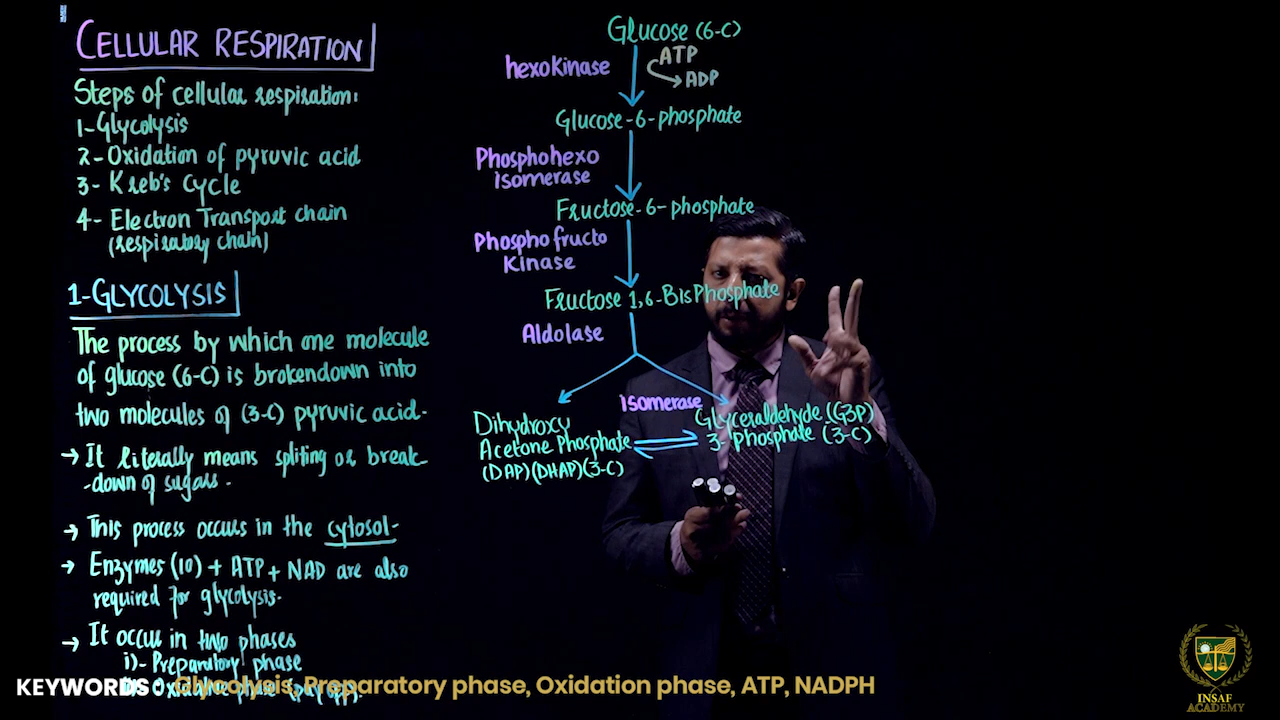 CELLULAR RESPIRATION
Steps of cellular respiration:
1-Glycolysis
2-Oxidation of pyruvic acid
3- Kreb's Cycle
4- Electron Transport chain
(respiratory chain)
1-GLYCOLYSIS
The process by which one molecule
of glucose (6-C) is brokendown into
two molecules of (3-C) pyruvic acid-
→ It literally means spliting or break
-down of sugars.
→ This process occurs in the cytosol-
→ Enzymes (10) + ATP + NAD are also
required for glycolysis.
→ It occur in two phases
i)- Preparatory phase
Glucose (6-C)
hexoKinase
ATP
ADP
Glucose-6-phosphate
Phosphohexo
Isomerase
Fructose-6-phosphate
Phosphofructo
Kinase
Fructose 1,6-BisPhosphate
Aldolase
Isomerase
Dihydroxy
Acetone Phosphate
(DAP)(DHAP)(3-C)
Glyceraldehyde (G3P)
3-Phosphate (3-C)
KEYWORDS: Glycolysis, Preparatory phase, Oxidation phase, ATP, NADPH
INSAF
ACADEMY